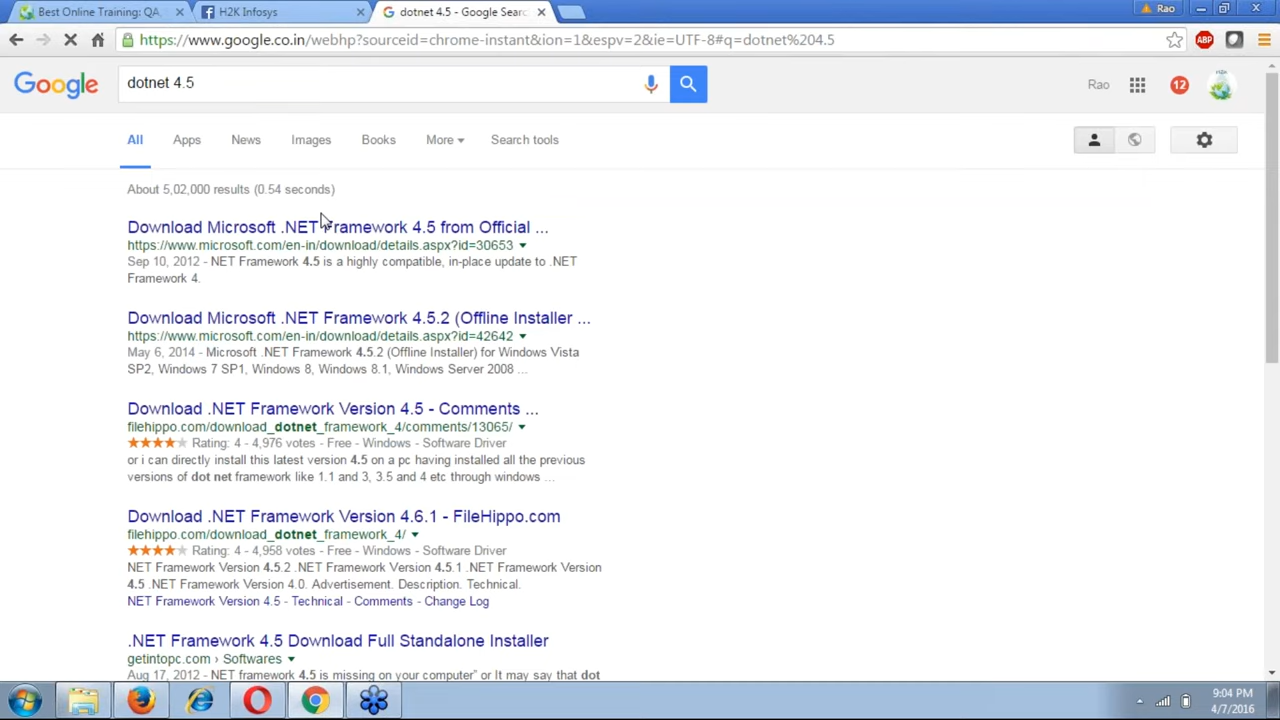 Best Online Training: QA,
H2K Infosys
dotnet 4.5 - Google Searc
Rao
https://www.google.co.in/webhp?sourceid=chrome-instant&ion=1&espv=2&ie=UTF-8#q=dotnet%204.5
ABP
Google
dotnet 4.5
Rao
12
All
Apps
News
Images
Books
More
Search tools
About 5,02,000 results (0.54 seconds)
Download Microsoft .NET Framework 4.5 from Official ...
https://www.microsoft.com/en-in/download/details.aspx?id=30653
Sep 10, 2012 - NET Framework 4.5 is a highly compatible, in-place update to .NET
Framework 4.
Download Microsoft .NET Framework 4.5.2 (Offline Installer ...
https://www.microsoft.com/en-in/download/details.aspx?id=42642
May 6, 2014 - Microsoft .NET Framework 4.5.2 (Offline Installer) for Windows Vista
SP2, Windows 7 SP1, Windows 8, Windows 8.1, Windows Server 2008 ...
Download .NET Framework Version 4.5 - Comments ...
filehippo.com/download_dotnet_framework_4/comments/13065/
Rating: 4 - 4,976 votes - Free - Windows - Software Driver
or i can directly install this latest version 4.5 on a pc having installed all the previous
versions of dot net framework like 1.1 and 3, 3.5 and 4 etc through windows ...
Download .NET Framework Version 4.6.1 - FileHippo.com
filehippo.com/download_dotnet_framework_4/
Rating: 4 - 4,958 votes - Free - Windows - Software Driver
NET Framework Version 4.5.2 .NET Framework Version 4.5.1 .NET Framework Version
4.5 .NET Framework Version 4.0. Advertisement. Description. Technical.
NET Framework Version 4.5 - Technical - Comments - Change Log
.NET Framework 4.5 Download Full Standalone Installer
getintopc.com › Softwares
Aug 17, 2012 - NET framework 4.5 is missing on your computer" or It may say that dot
9:04 PM
4/7/2016